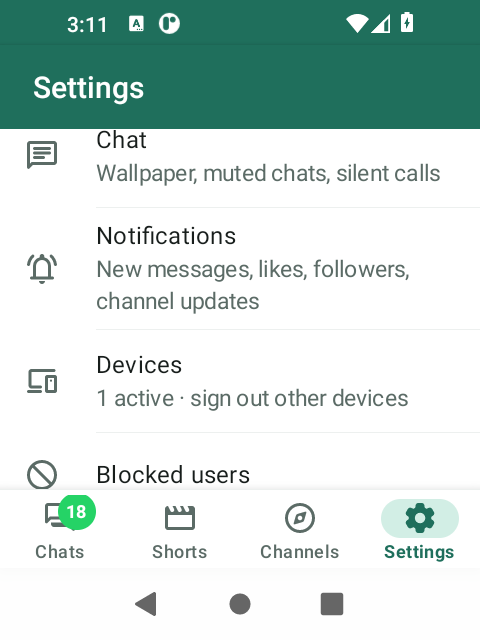 3:11
Settings
Chat
Wallpaper, muted chats, silent calls
Notifications
New messages, likes, followers,
channel updates
Devices
1 active · sign out other devices
Blocked users
18
Chats
Shorts
Channels
Settings